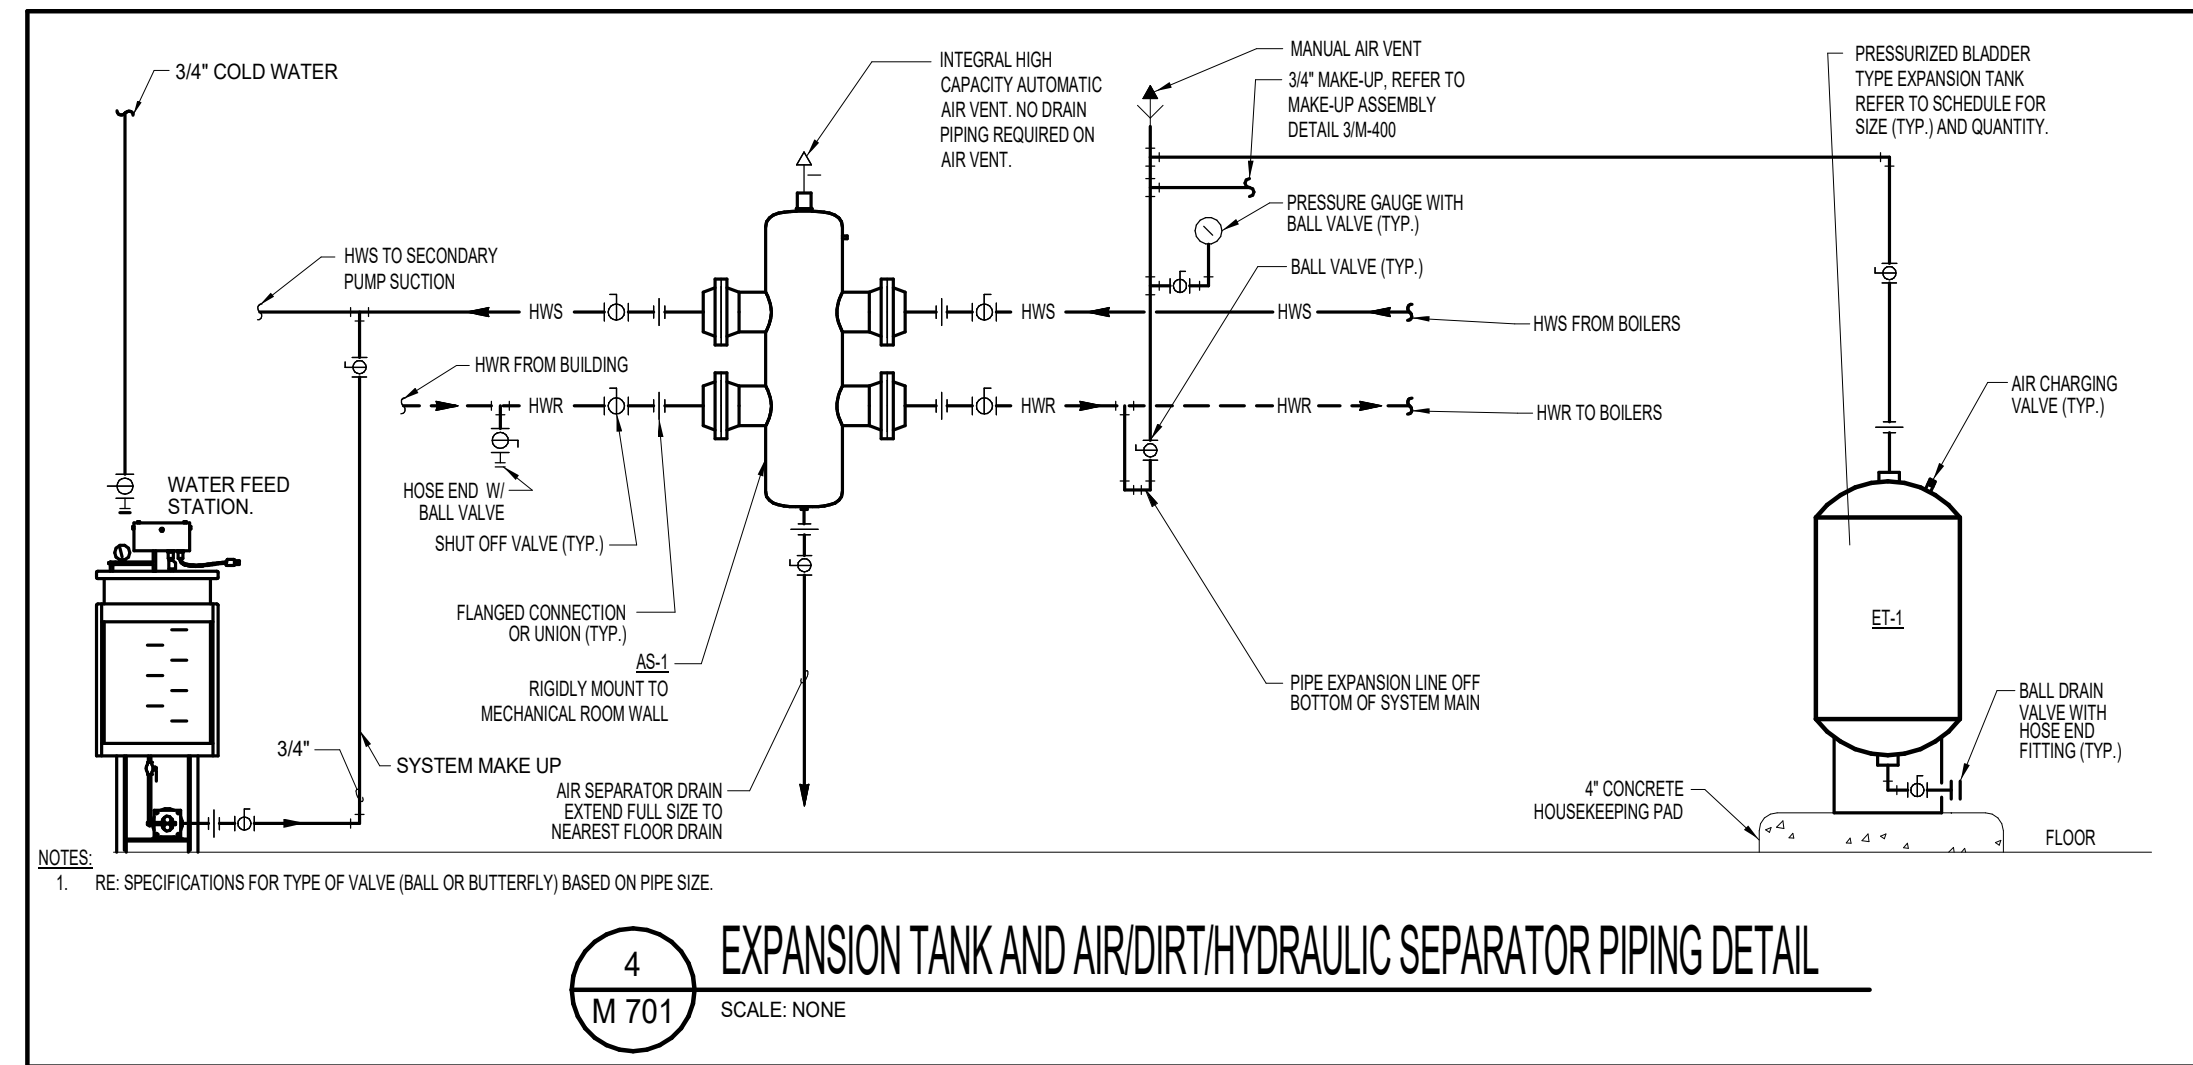 3/4" COLD WATER
INTEGRAL HIGH
CAPACITY AUTOMATIC
AIR VENT. NO DRAIN
PIPING REQUIRED ON
AIR VENT.
MANUAL AIR VENT
3/4" MAKE-UP, REFER TO
MAKE-UP ASSEMBLY
DETAIL 3/M-400
PRESSURIZED BLADDER
TYPE EXPANSION TANK
REFER TO SCHEDULE FOR
SIZE (TYP.) AND QUANTITY.
PRESSURE GAUGE WITH
BALL VALVE (TYP.)
HWS TO SECONDARY
PUMP SUCTION
BALL VALVE (TYP.)
HWS
HWS
HWS
HWS FROM BOILERS
HWR FROM BUILDING
HWR
HWR
HWR
HWR TO BOILERS
AIR CHARGING
VALVE (TYP.)
WATER FEED
STATION.
HOSE END W/
BALL VALVE
SHUT OFF VALVE (TYP.)
FLANGED CONNECTION
OR UNION (TYP.)
ET-1
AS-1
RIGIDLY MOUNT TO
MECHANICAL ROOM WALL
PIPE EXPANSION LINE OFF
BOTTOM OF SYSTEM MAIN
BALL DRAIN
VALVE WITH
HOSE END
FITTING (TYP.)
3/4"
SYSTEM MAKE UP
AIR SEPARATOR DRAIN
EXTEND FULL SIZE TO
NEAREST FLOOR DRAIN
4" CONCRETE
HOUSEKEEPING PAD
FLOOR
NOTES:
1. RE: SPECIFICATIONS FOR TYPE OF VALVE (BALL OR BUTTERFLY) BASED ON PIPE SIZE.
4
M 701
EXPANSION TANK AND AIR/DIRT/HYDRAULIC SEPARATOR PIPING DETAIL
SCALE: NONE